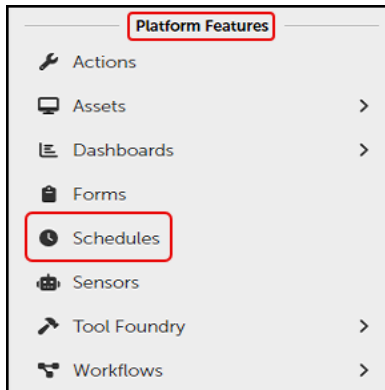 Platform Features
Actions
Assets
Dashboards
Forms
Schedules
Sensors
Tool Foundry
Workflows